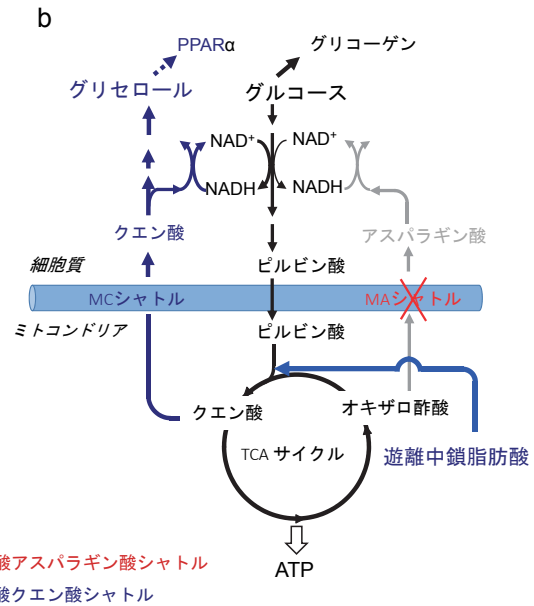 b
PPARα
グリコーゲン
グリセロール
グルコース
NAD+
NAD+
NADH
NADH
クエン酸
アスパラギン酸
細胞質
ピルビン酸
MCシャトル
MAシャトル
ミトコンドリア
ピルビン酸
クエン酸
オキザロ酢酸
TCA サイクル
遊離中鎖脂肪酸
酸アスパラギン酸シャトル
ATP
酸クエン酸シャトル